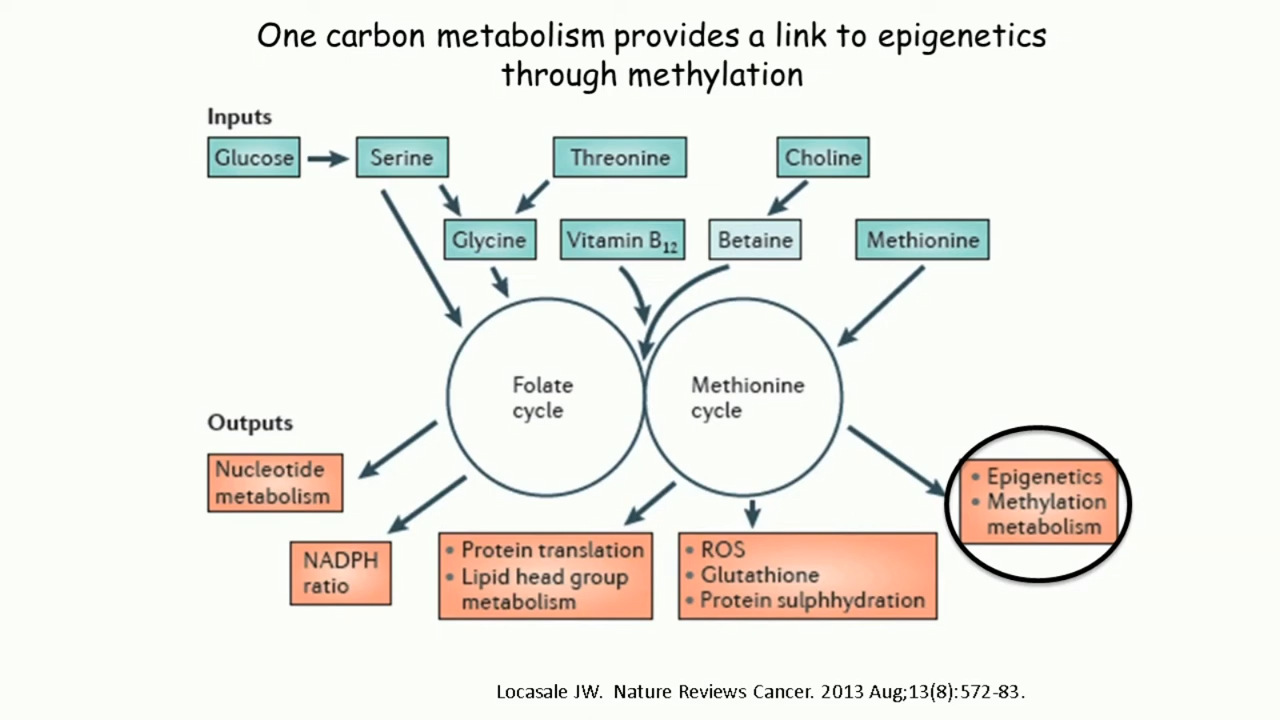 One carbon metabolism provides a link to epigenetics
through methylation
Inputs
Glucose
Serine
Threonine
Choline
Glycine
Vitamin B₁₂
Betaine
Methionine
Folate
cycle
Methionine
cycle
Outputs
Nucleotide
metabolism
NADPH
ratio
• Protein translation
• Lipid head group
metabolism
• ROS
• Glutathione
• Protein sulphhydration
• Epigenetics
• Methylation
metabolism
Locasale JW. Nature Reviews Cancer. 2013 Aug;13(8):572-83.